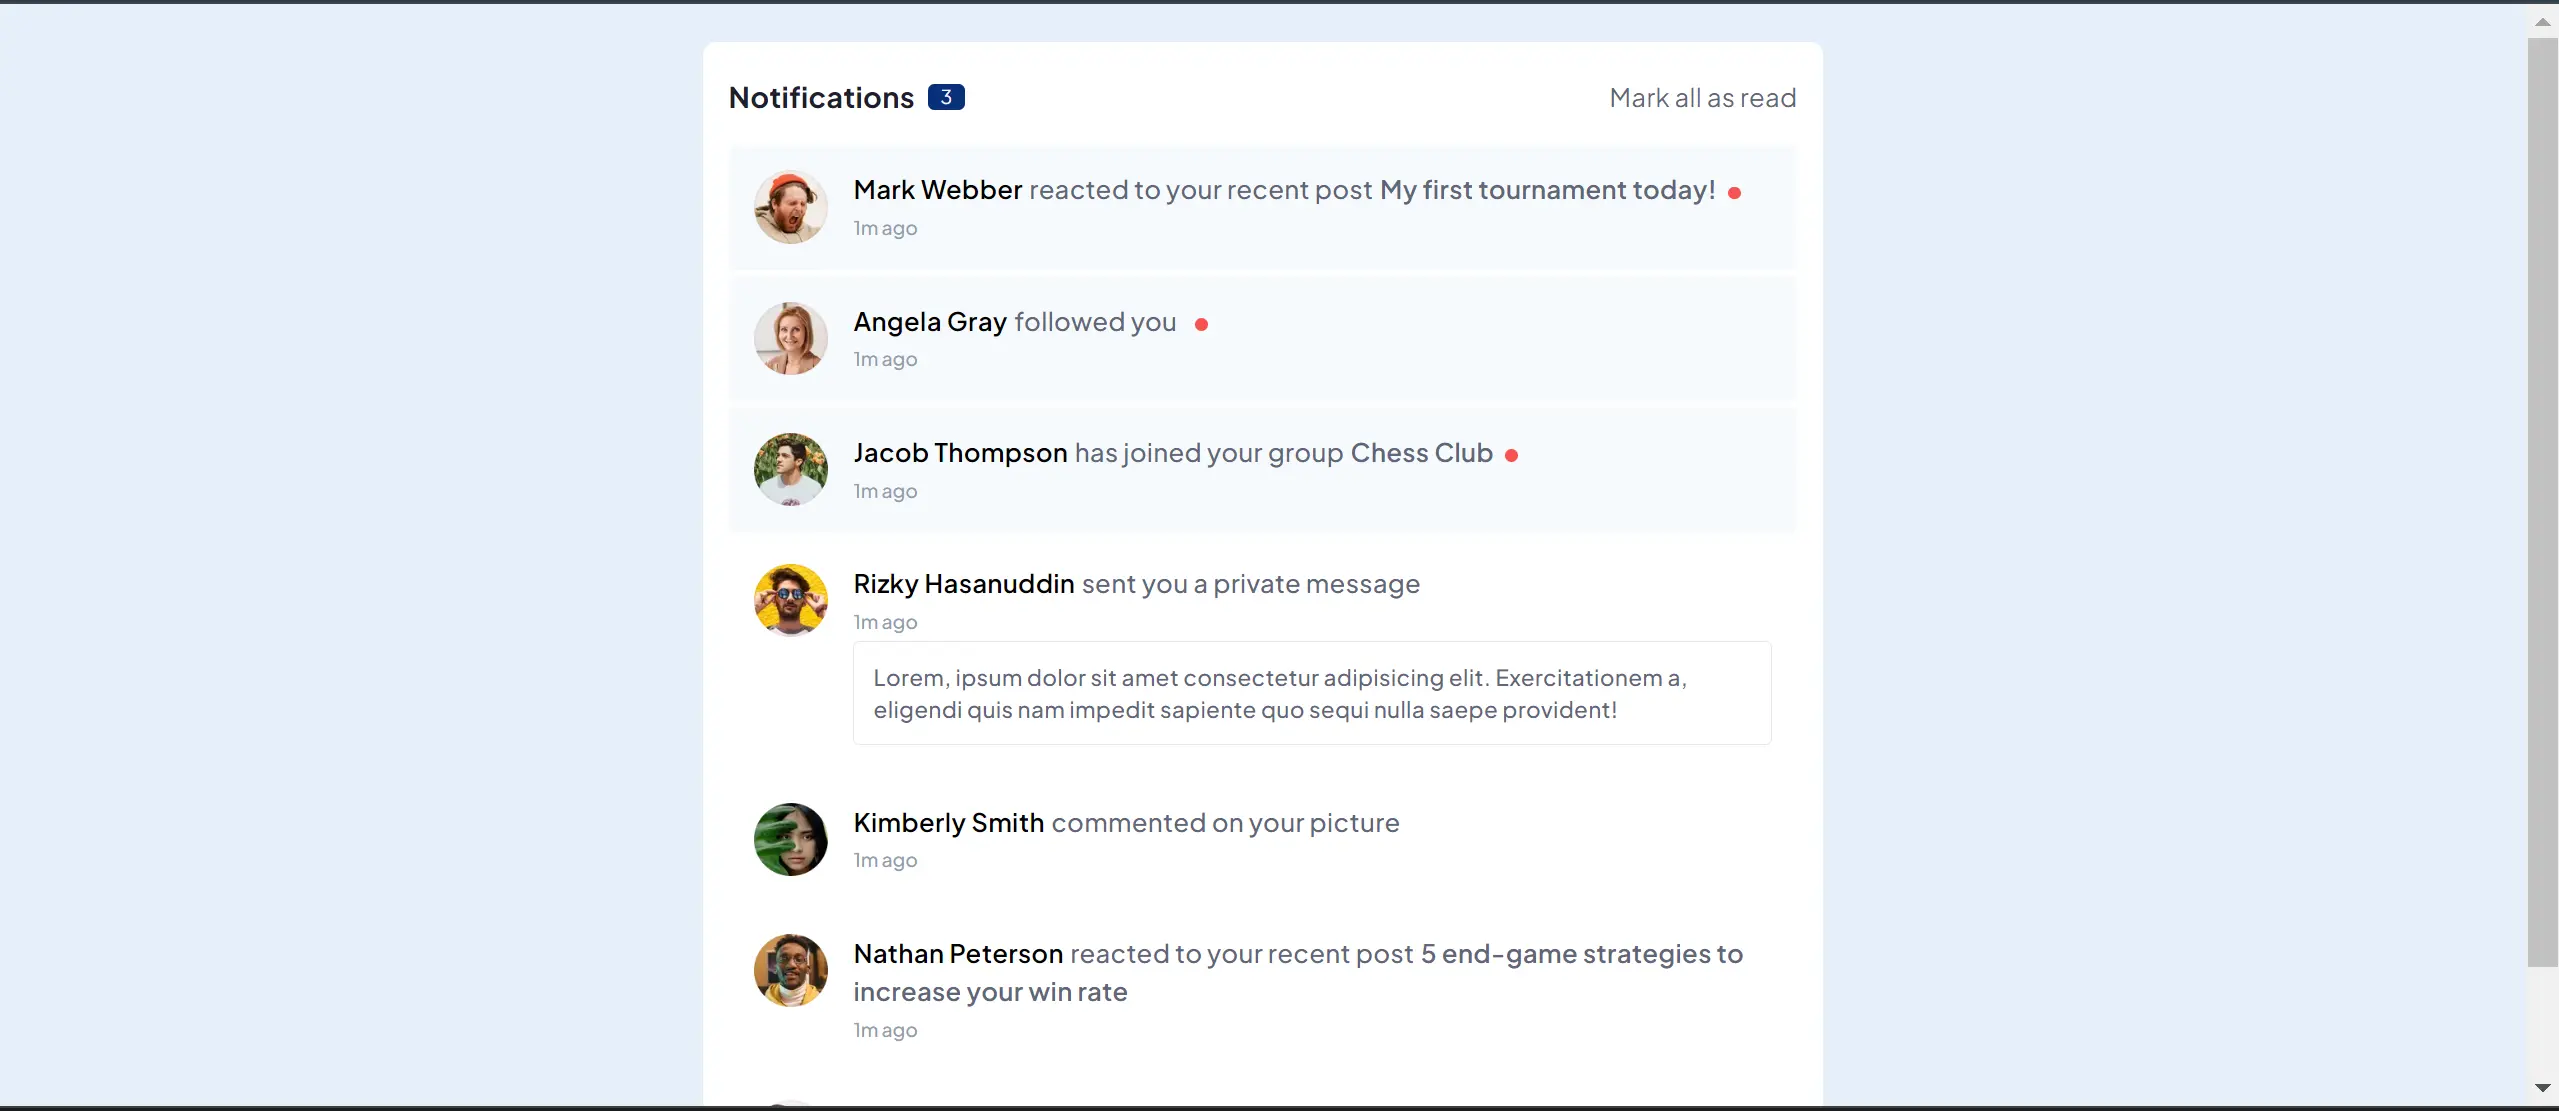 Notifications 3 Mark all as read
Mark Webber reacted to your recent post My first tournament today!
1m ago
Angela Gray followed you
1m ago
Jacob Thompson has joined your group Chess Club
1m ago
Rizky Hasanuddin sent you a private message
1m ago
Lorem, ipsum dolor sit amet consectetur adipisicing elit. Exercitationem a,
eligendi quis nam impedit sapiente quo sequi nulla saepe provident!
Kimberly Smith commented on your picture
1m ago
Nathan Peterson reacted to your recent post 5 end-game strategies to
increase your win rate
1m ago